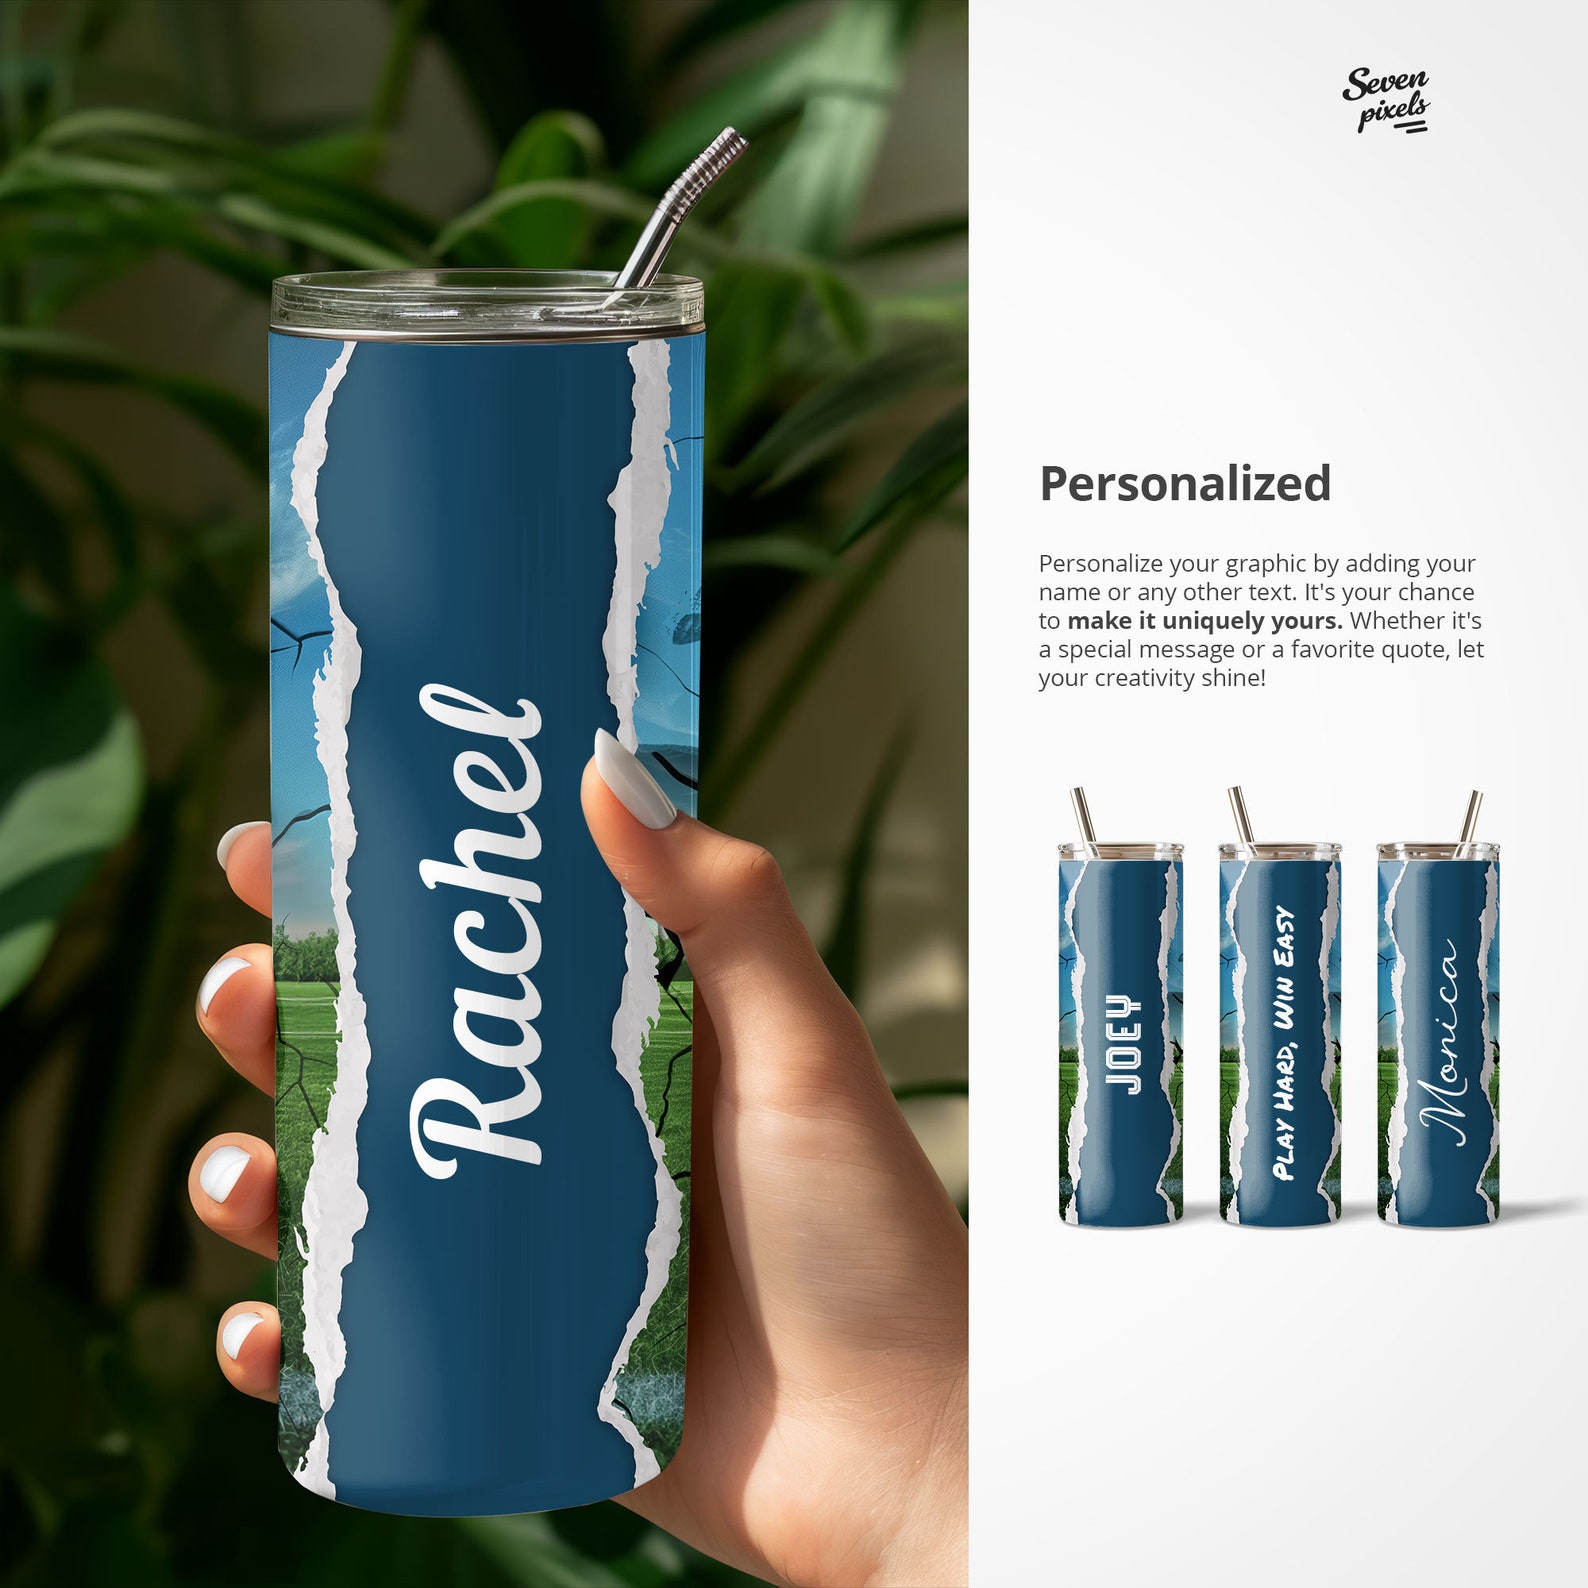 Seven
pixels
Rachel
Personalized
Personalize your graphic by adding your
name or any other text. It's your chance
to make it uniquely yours. Whether it's
a special message or a favorite quote, let
your creativity shine!
JOEY
Play Hard, Win Easy
Monica